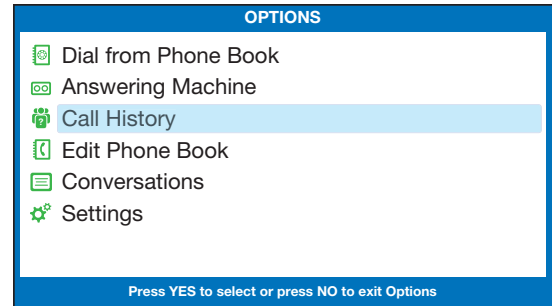 OPTIONS
Dial from Phone Book
Answering Machine
Call History
Edit Phone Book
Conversations
Settings
Press YES to select or press NO to exit Options